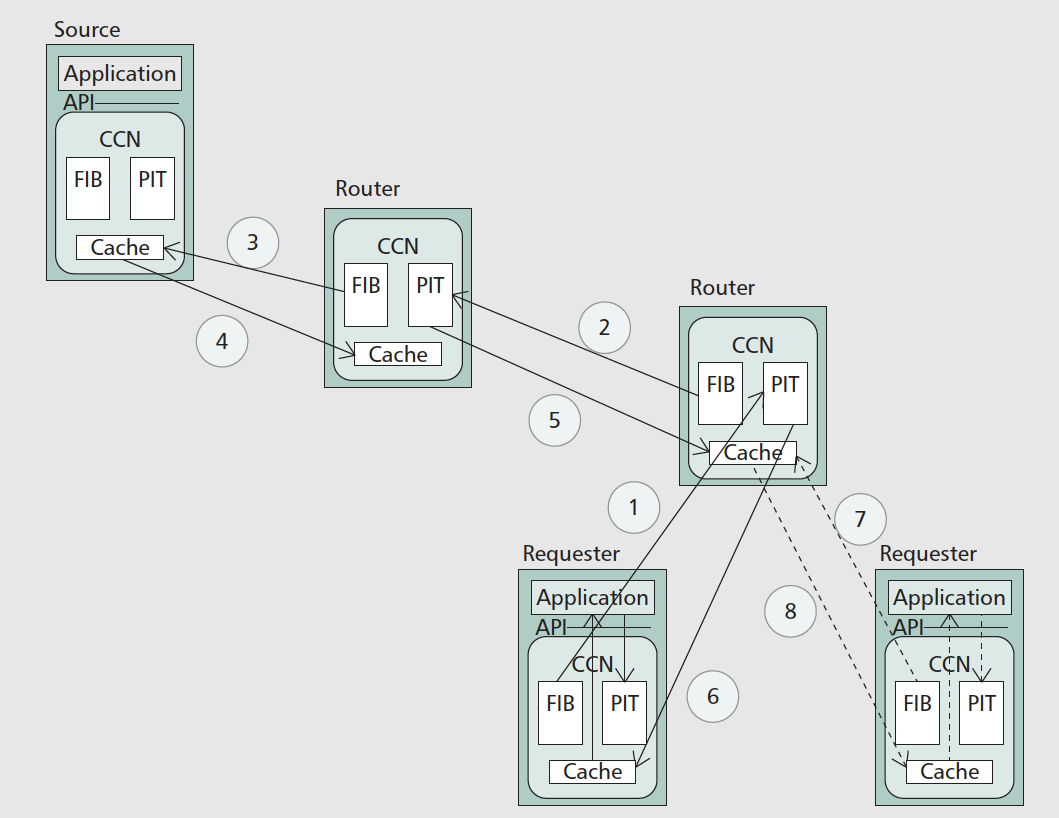 Source
Application
API
CCN
FIB PIT
Cache
Router
CCN
FIB PIT
Cache
3
4
Router
CCN
FIB PIT
Cache
2
5
1
7
8
6
Requester
Application
API
CCN
FIB PIT
Cache
Requester
Application
API
CCN
FIB PIT
Cache